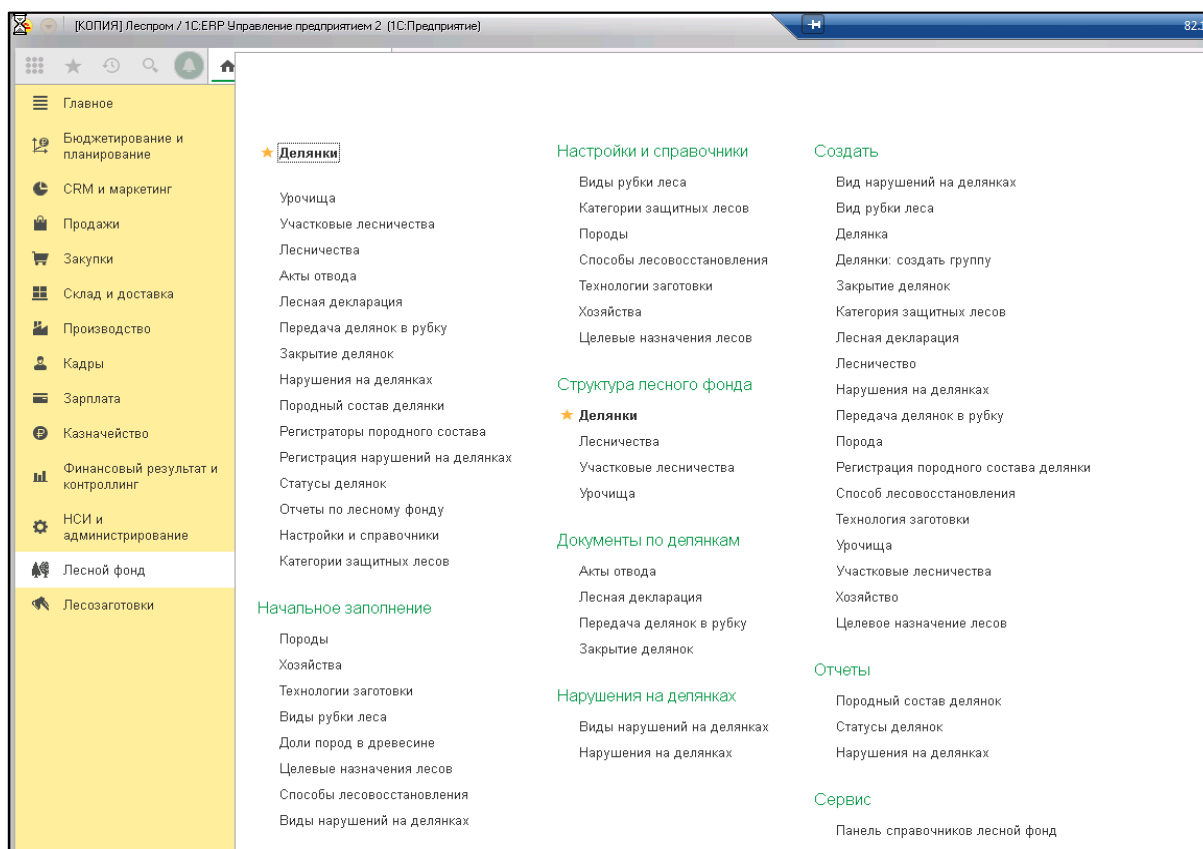 [КОПИЯ] Леспром / 1С:ERP Управление предприятием 2 (1С:Предприятие)
82.
Главное
Бюджетирование и
планирование
CRM и маркетинг
Продажи
Закупки
Склад и доставка
Производство
Кадры
Зарплата
Казначейство
Финансовый результат и
контроллинг
НСИ и
администрирование
Лесной фонд
Лесозаготовки
Делянки
Урочища
Участковые лесничества
Лесничества
Акты отвода
Лесная декларация
Передача делянок в рубку
Закрытие делянок
Нарушения на делянках
Породный состав делянки
Регистраторы породного состава
Регистрация нарушений на делянках
Статусы делянок
Отчеты по лесному фонду
Настройки и справочники
Категории защитных лесов
Начальное заполнение
Породы
Хозяйства
Технологии заготовки
Виды рубки леса
Доли пород в древесине
Целевые назначения лесов
Способы лесовосстановления
Виды нарушений на делянках
Настройки и справочники
Виды рубки леса
Категории защитных лесов
Породы
Способы лесовосстановления
Технологии заготовки
Хозяйства
Целевые назначения лесов
Структура лесного фонда
Делянки
Лесничества
Участковые лесничества
Урочища
Документы по делянкам
Акты отвода
Лесная декларация
Передача делянок в рубку
Закрытие делянок
Нарушения на делянках
Виды нарушений на делянках
Нарушения на делянках
Создать
Вид нарушений на делянках
Вид рубки леса
Делянка
Делянки: создать группу
Закрытие делянок
Категория защитных лесов
Лесная декларация
Лесничество
Нарушения на делянках
Передача делянок в рубку
Порода
Регистрация породного состава делянки
Способ лесовосстановления
Технология заготовки
Урочища
Участковые лесничества
Хозяйство
Целевое назначение лесов
Отчеты
Породный состав делянок
Статусы делянок
Нарушения на делянках
Сервис
Панель справочников лесной фонд